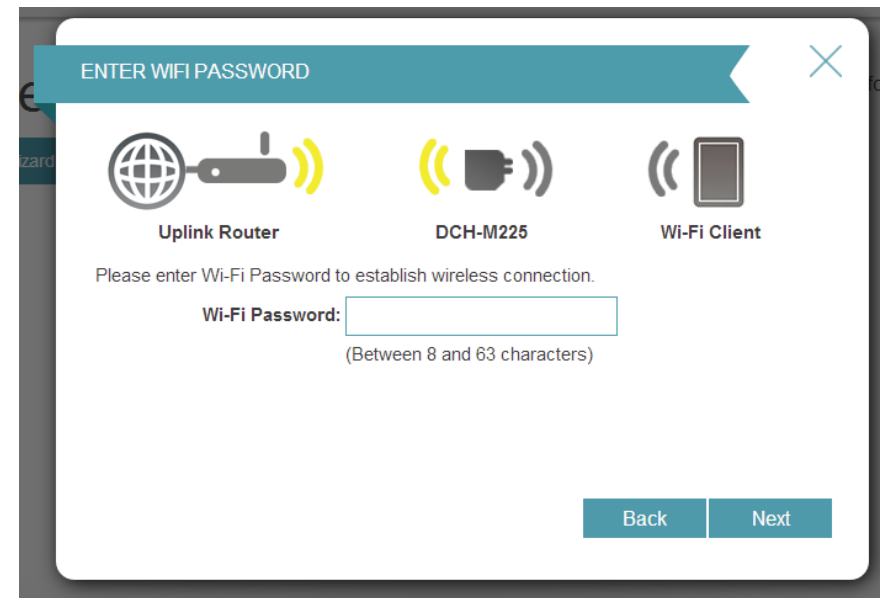 ENTER WIFI PASSWORD
izard
Uplink Router DCH-M225 Wi-Fi Client
Please enter Wi-Fi Password to establish wireless connection.
Wi-Fi Password:
(Between 8 and 63 characters)
Back Next